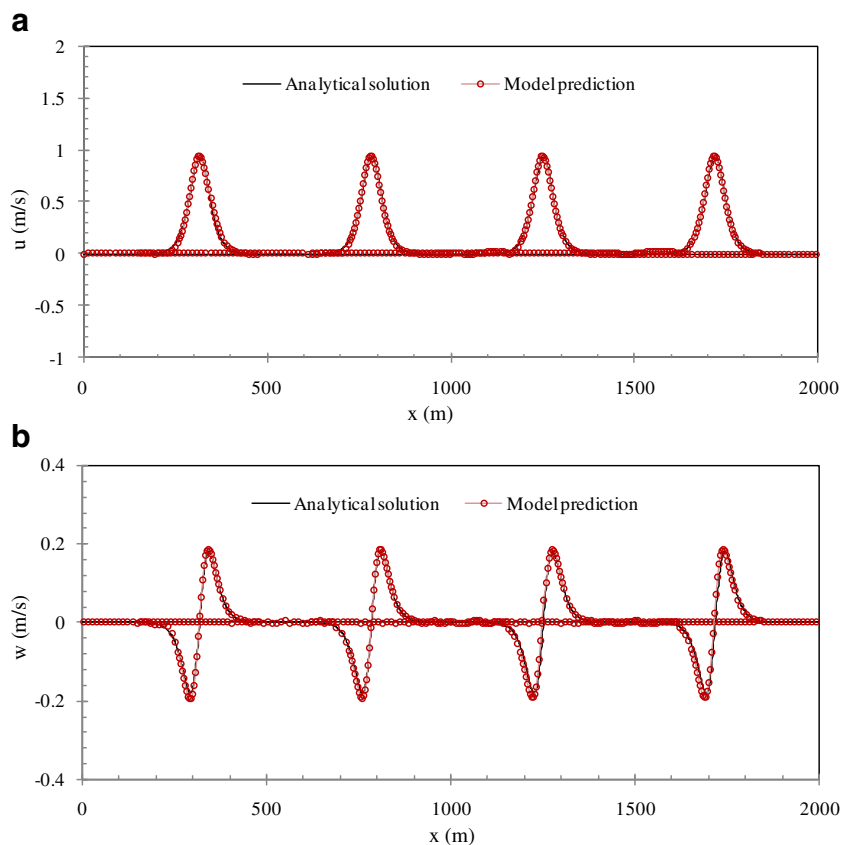 a
2
Analytical solution Model prediction
1.5
1
0.5
u (m/s)
0
-0.5
-1
0 500 1000 1500 2000
x (m)
b
0.4
Analytical solution Model prediction
0.2
w (m/s)
0
-0.2
-0.4
0 500 1000 1500 2000
x (m)